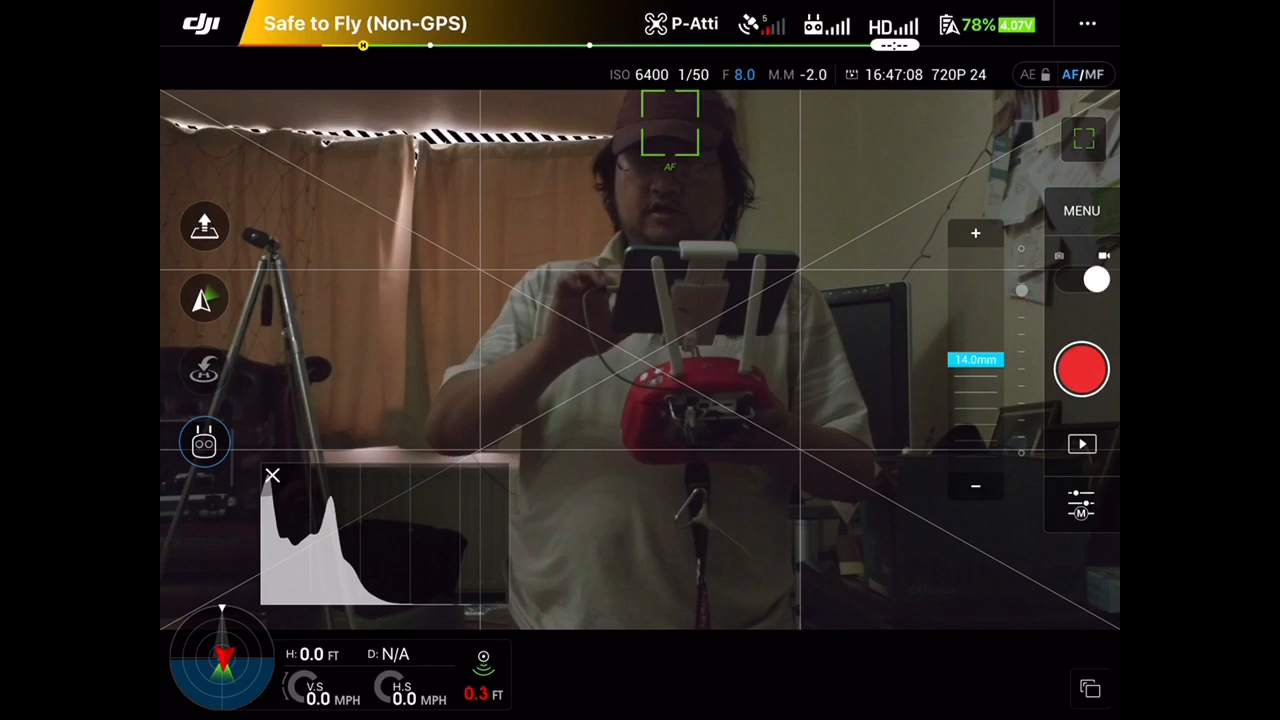 dji Safe to Fly (Non-GPS) P-Atti 5 HD 78% 4.07V
H --:--
ISO 6400 1/50 F 8.0 M.M -2.0 16:47:08 720P 24 AE AF/MF
AF
MENU
+
14.0mm
−
H
M
H: 0.0 FT D: N/A
V.S 0.0 MPH H.S 0.0 MPH 0.3 FT